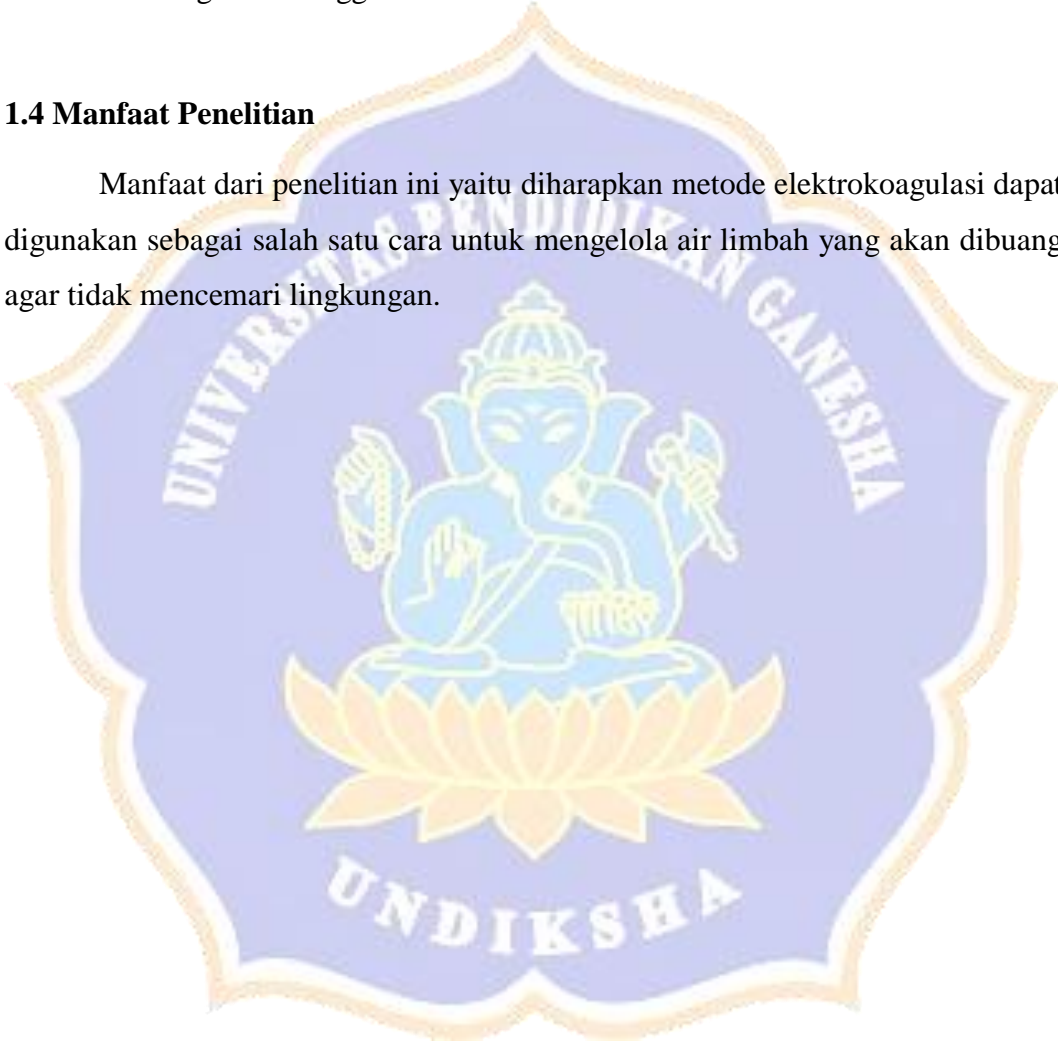 1.4 Manfaat Penelitian
Manfaat dari penelitian ini yaitu diharapkan metode elektrokoagulasi dapat
digunakan sebagai salah satu cara untuk mengelola air limbah yang akan dibuang
agar tidak mencemari lingkungan.
UNIVERSITAS PENDIDIKAN GANESHA
UNDIKSHA